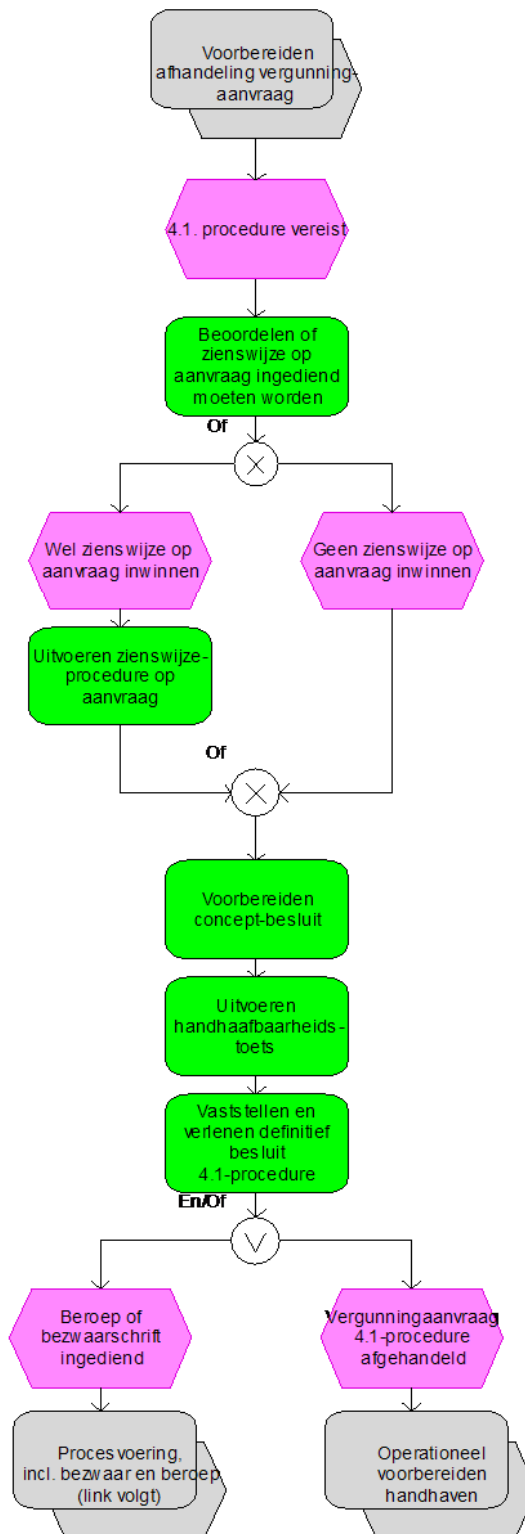 Voorbereiden
afhandeling vergunning-
aanvraag
4.1. procedure vereist
Beoordelen of
zienswijze op
aanvraag ingediend
moeten worden
Of
Wel zienswijze op
aanvraag inwinnen
Geen zienswijze op
aanvraag inwinnen
Uitvoeren zienswijze-
procedure op
aanvraag
Of
Voorbereiden
concept-besluit
Uitvoeren
handhaafbaarheids-
toets
Vaststellen en
verlenen definitief
besluit
4.1-procedure
En/Of
Beroep of
bezwaarschrift
ingediend
Vergunningaanvraag
4.1-procedure
afgehandeld
Procesvoering,
incl. bezwaar en beroep
(link volgt)
Operationeel
voorbereiden
handhaven